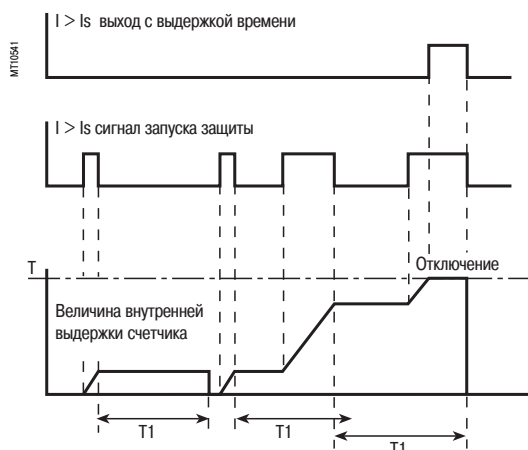 I > Is выход с выдержкой времени
MT10541
I > Is сигнал запуска защиты
T
Отключение
Величина внутренней
выдержки счетчика
T1
T1
T1